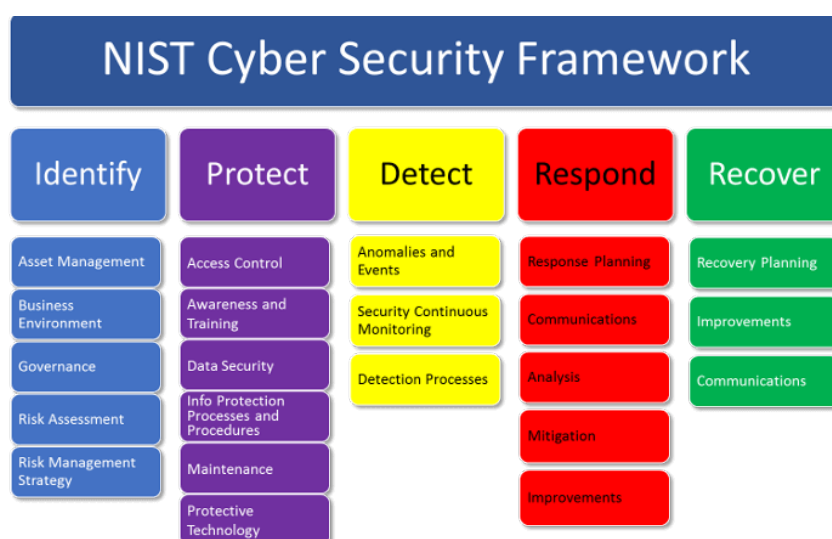 NIST Cyber Security Framework
Identify
Protect
Detect
Respond
Recover
Asset Management
Business
Environment
Governance
Risk Assessment
Risk Management
Strategy
Access Control
Awareness and
Training
Data Security
Info Protection
Processes and
Procedures
Maintenance
Protective
Technology
Anomalies and
Events
Security Continuous
Monitoring
Detection Processes
Response Planning
Communications
Analysis
Mitigation
Improvements
Recovery Planning
Improvements
Communications